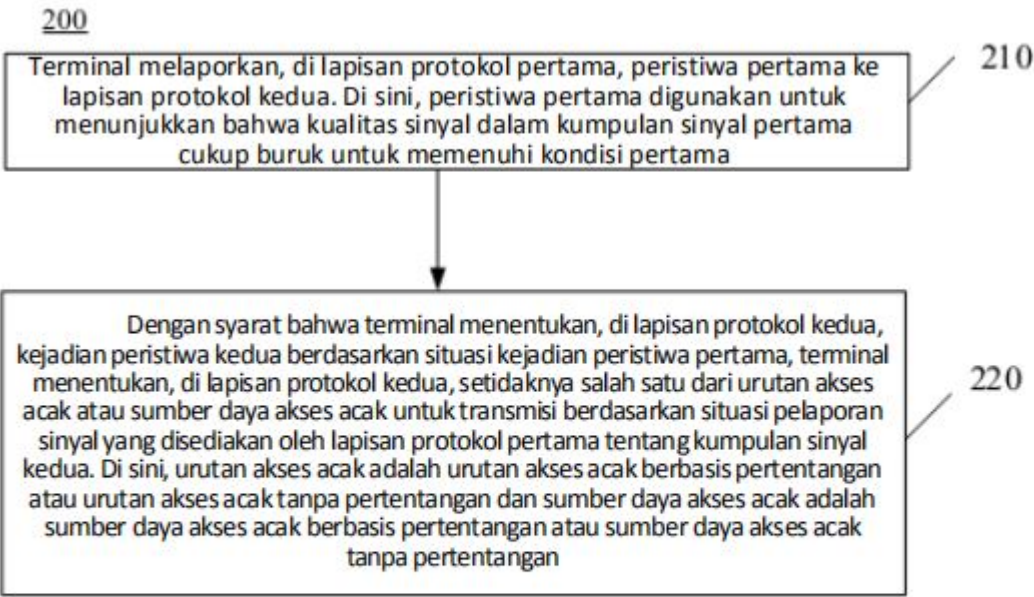 200
Terminal melaporkan, di lapisan protokol pertama, peristiwa pertama ke
lapisan protokol kedua. Di sini, peristiwa pertama digunakan untuk
menunjukkan bahwa kualitas sinyal dalam kumpulan sinyal pertama
cukup buruk untuk memenuhi kondisi pertama
210
Dengan syarat bahwa terminal menentukan, di lapisan protokol kedua,
kejadian peristiwa kedua berdasarkan situasi kejadian peristiwa pertama, terminal
menentukan, di lapisan protokol kedua, setidaknya salah satu dari urutan akses
acak atau sumber daya akses acak untuk transmisi berdasarkan situasi pelaporan
sinyal yang disediakan oleh lapisan protokol pertama tentang kumpulan sinyal
kedua. Di sini, urutan akses acak adalah urutan akses acak berbasis pertentangan
atau urutan akses acak tanpa pertentangan dan sumber daya akses acak adalah
sumber daya akses acak berbasis pertentangan atau sumber daya akses acak
tanpa pertentangan
220